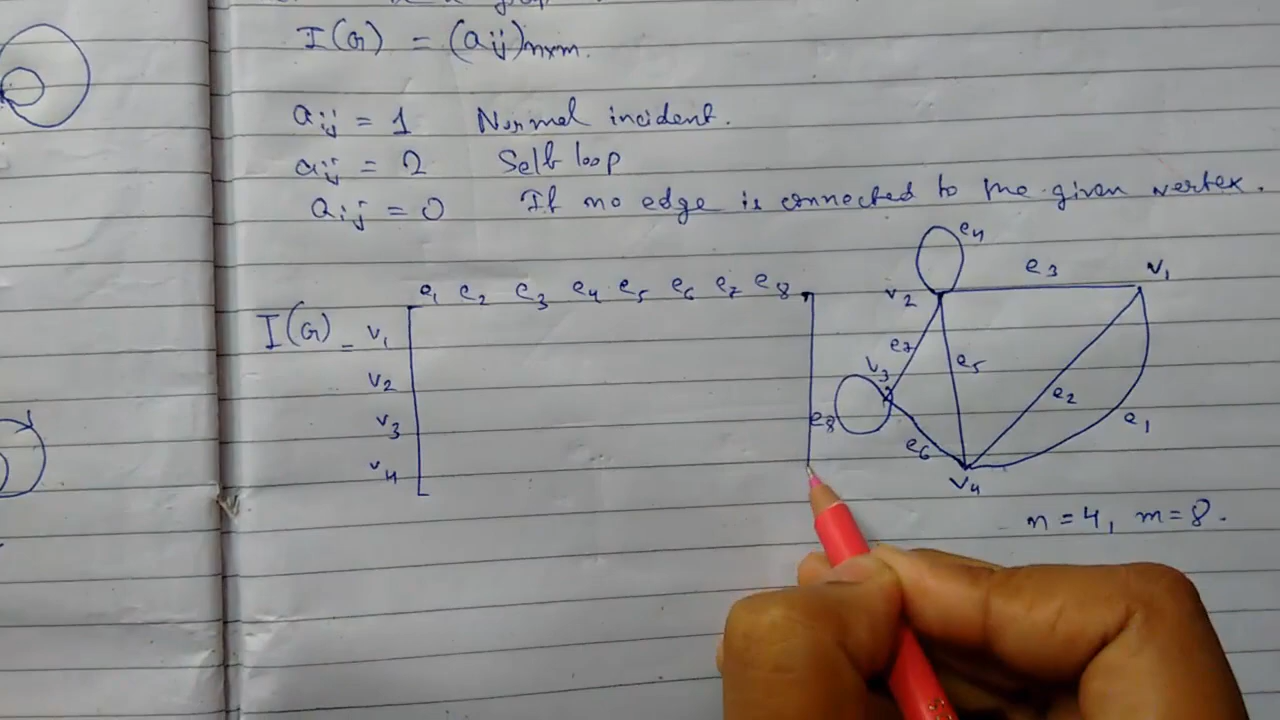 I(G) = (aij)nxm.
aij = 1 Normal incident.
aij = 2 Self loop
aij = 0 If no edge is connected to the given vertex.
e4
e1 e2 e3 e4 e5 e6 e7 e8
v2 e3 v1
I(G) = v1
e7
v2
v3 e5
e2
v3
e8 e6 e1
v4
v4
n = 4, m = 8.